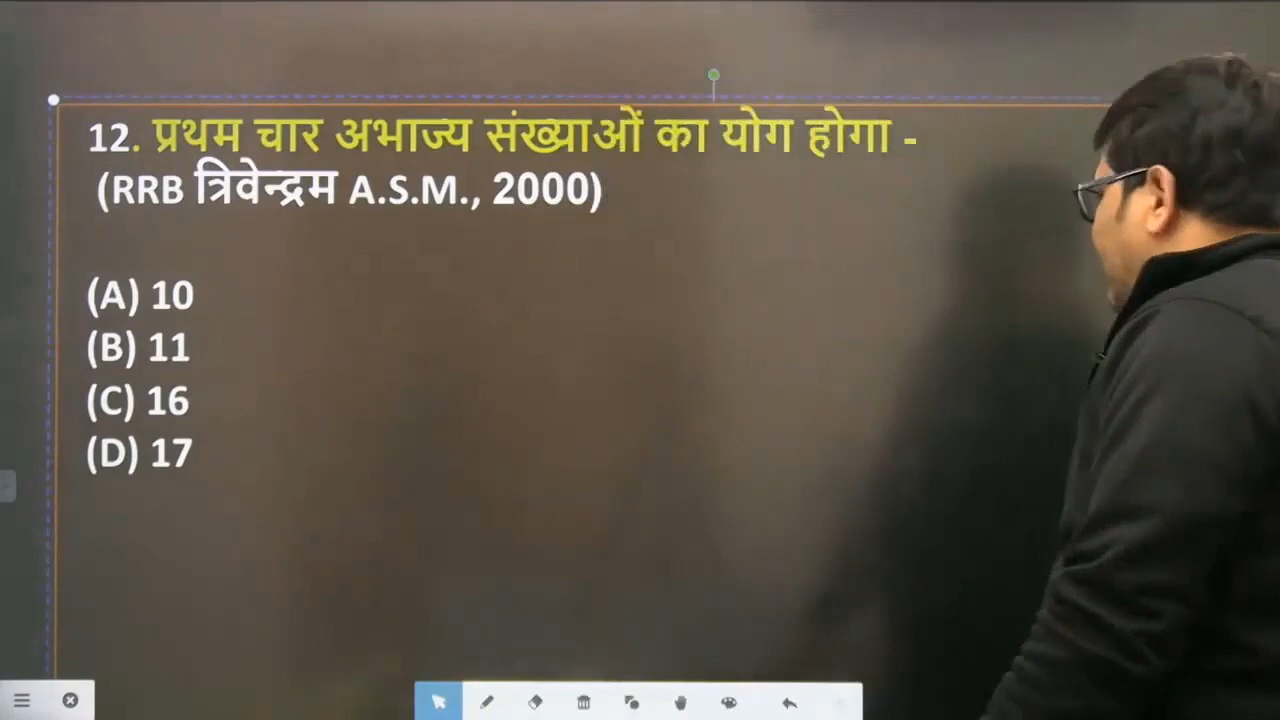 12. प्रथम चार अभाज्य संख्याओं का योग होगा -
(RRB त्रिवेन्द्रम A.S.M., 2000)
(A) 10
(B) 11
(C) 16
(D) 17